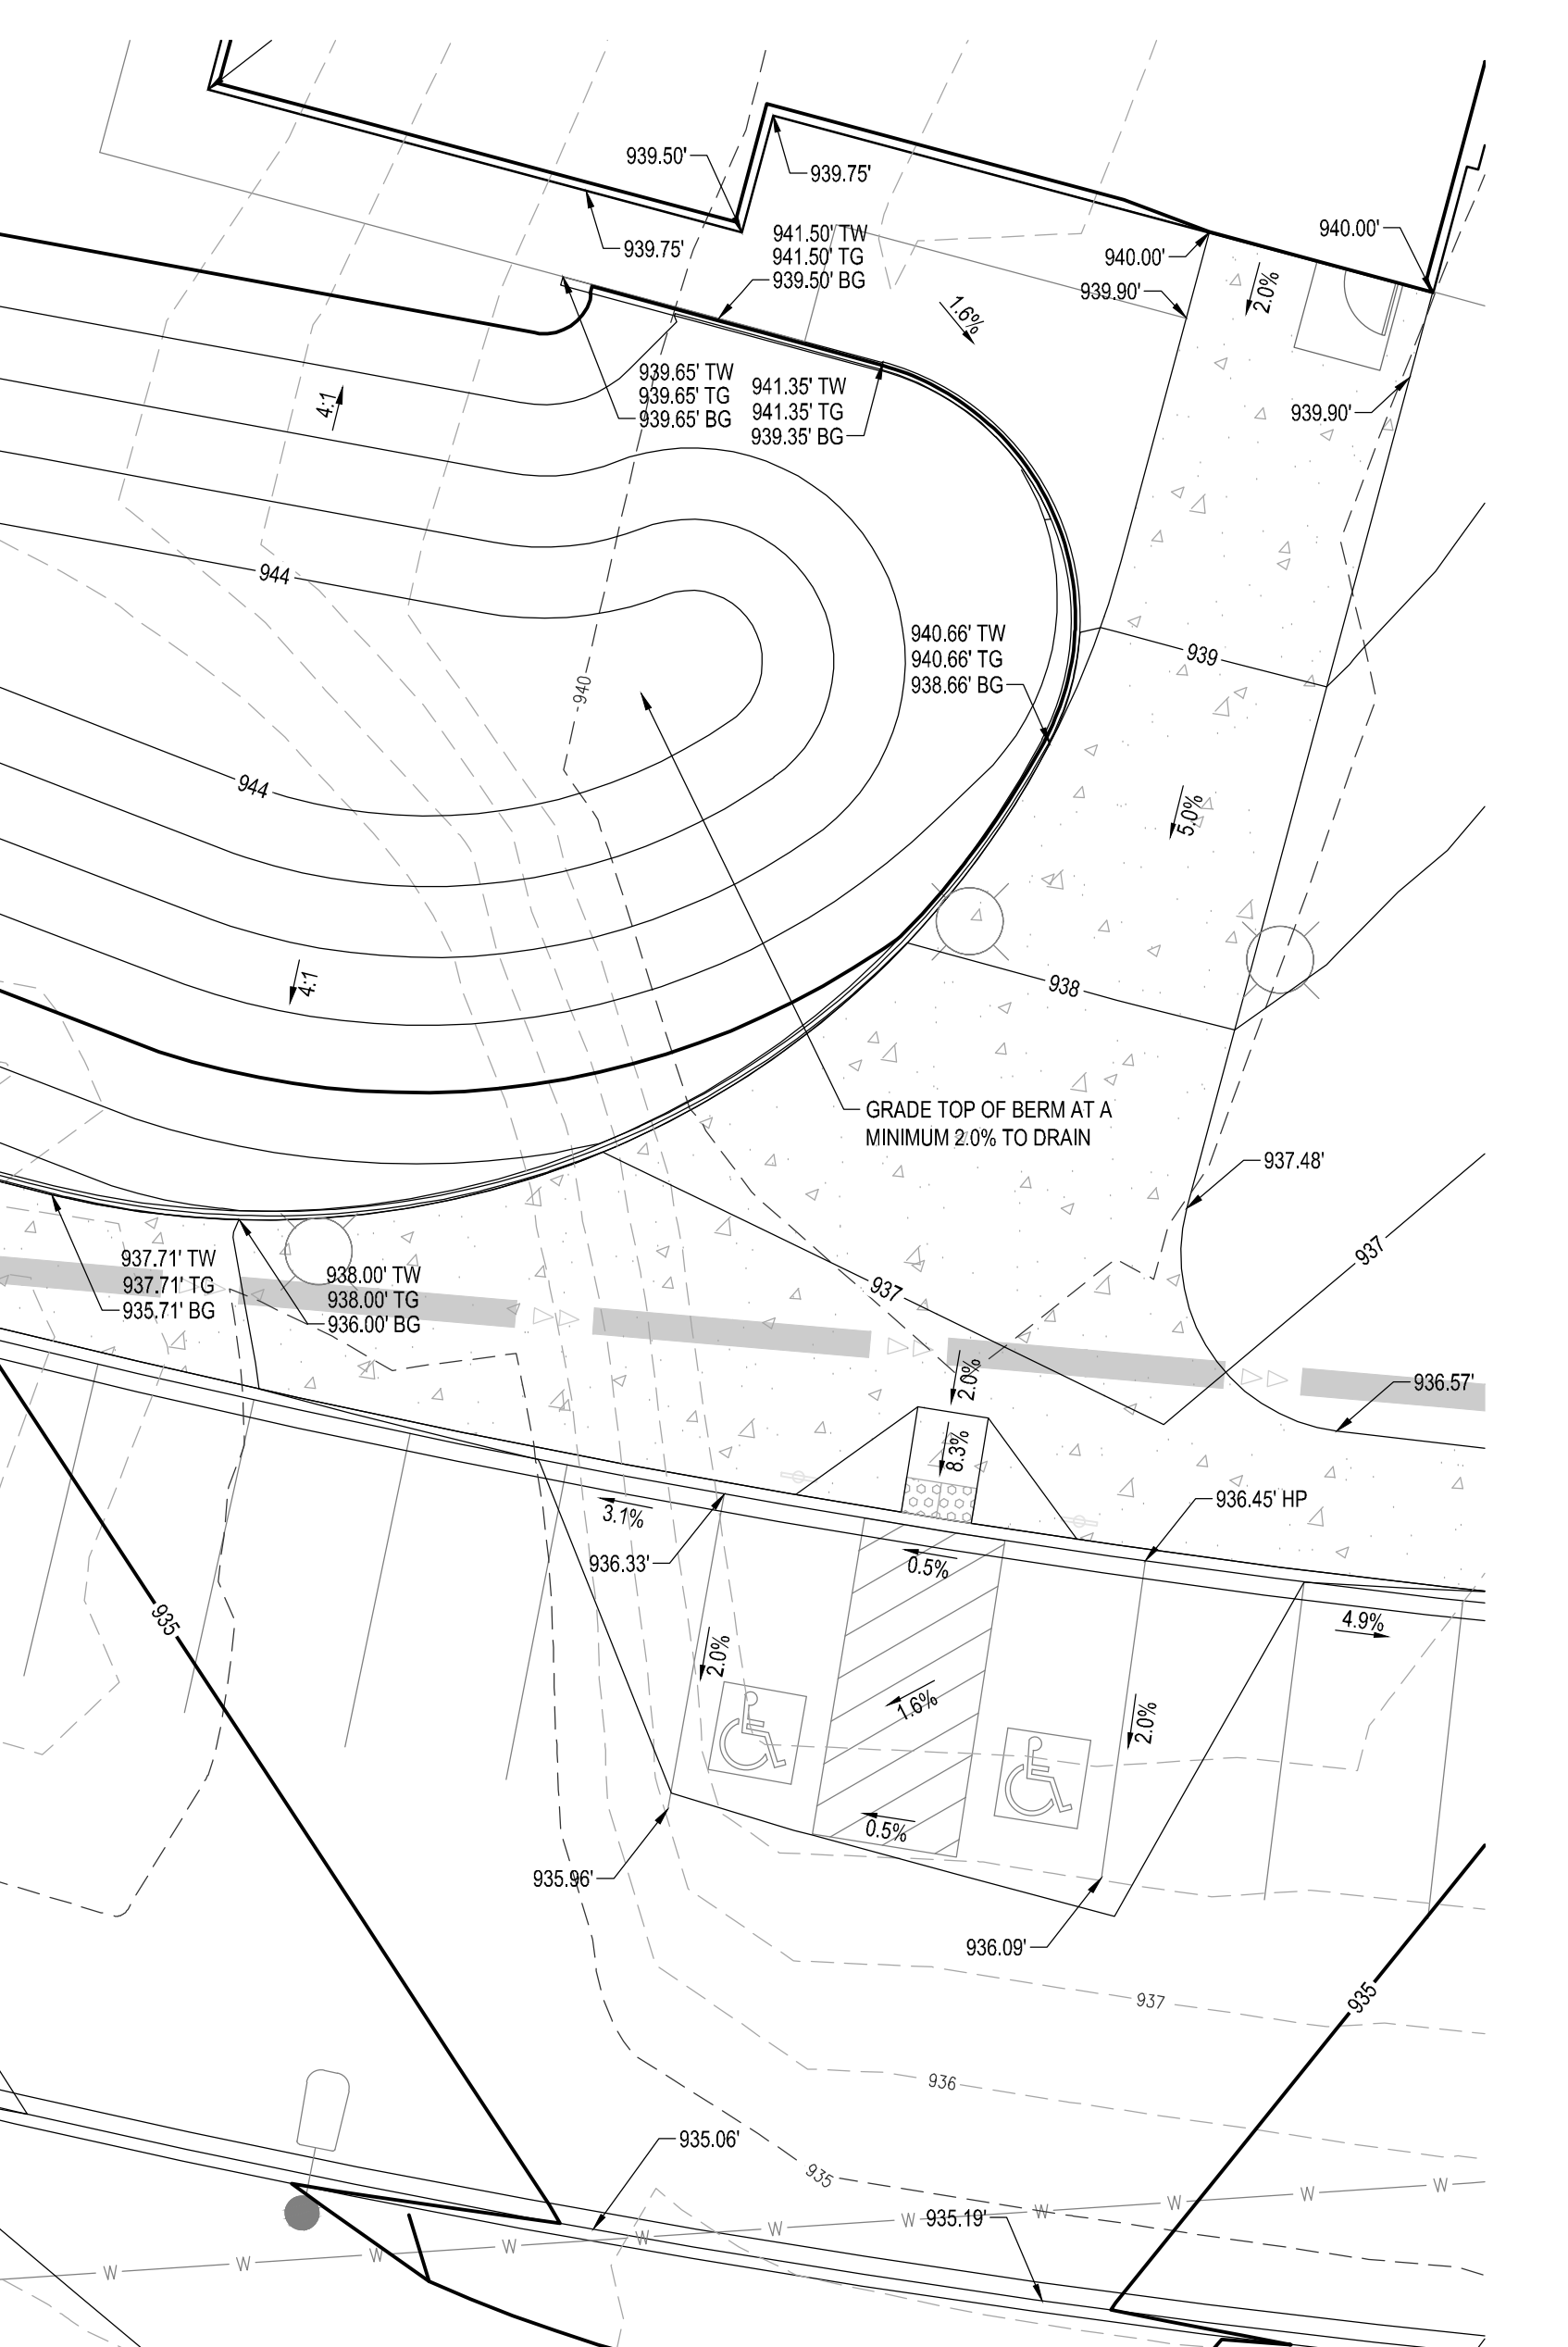 939.50'
939.75'
939.75'
941.50' TW
941.50' TG
939.50' BG
940.00'
940.00'
939.90'
2.0%
1.6%
939.65' TW
939.65' TG
939.65' BG
941.35' TW
941.35' TG
939.35' BG
939.90'
4:1
944
940.66' TW
940.66' TG
938.66' BG
939
940
944
5.0%
4:1
938
GRADE TOP OF BERM AT A
MINIMUM 2.0% TO DRAIN
937.48'
937.71' TW
937.71' TG
935.71' BG
938.00' TW
938.00' TG
936.00' BG
937
937
2.0%
936.57'
8.3%
936.45' HP
3.1%
936.33'
0.5%
935
4.9%
2.0%
1.6%
2.0%
0.5%
935.96'
936.09'
937
935
936
935.06'
935
935.19'
W
W
W
W
W
W
W
W
W
W
W